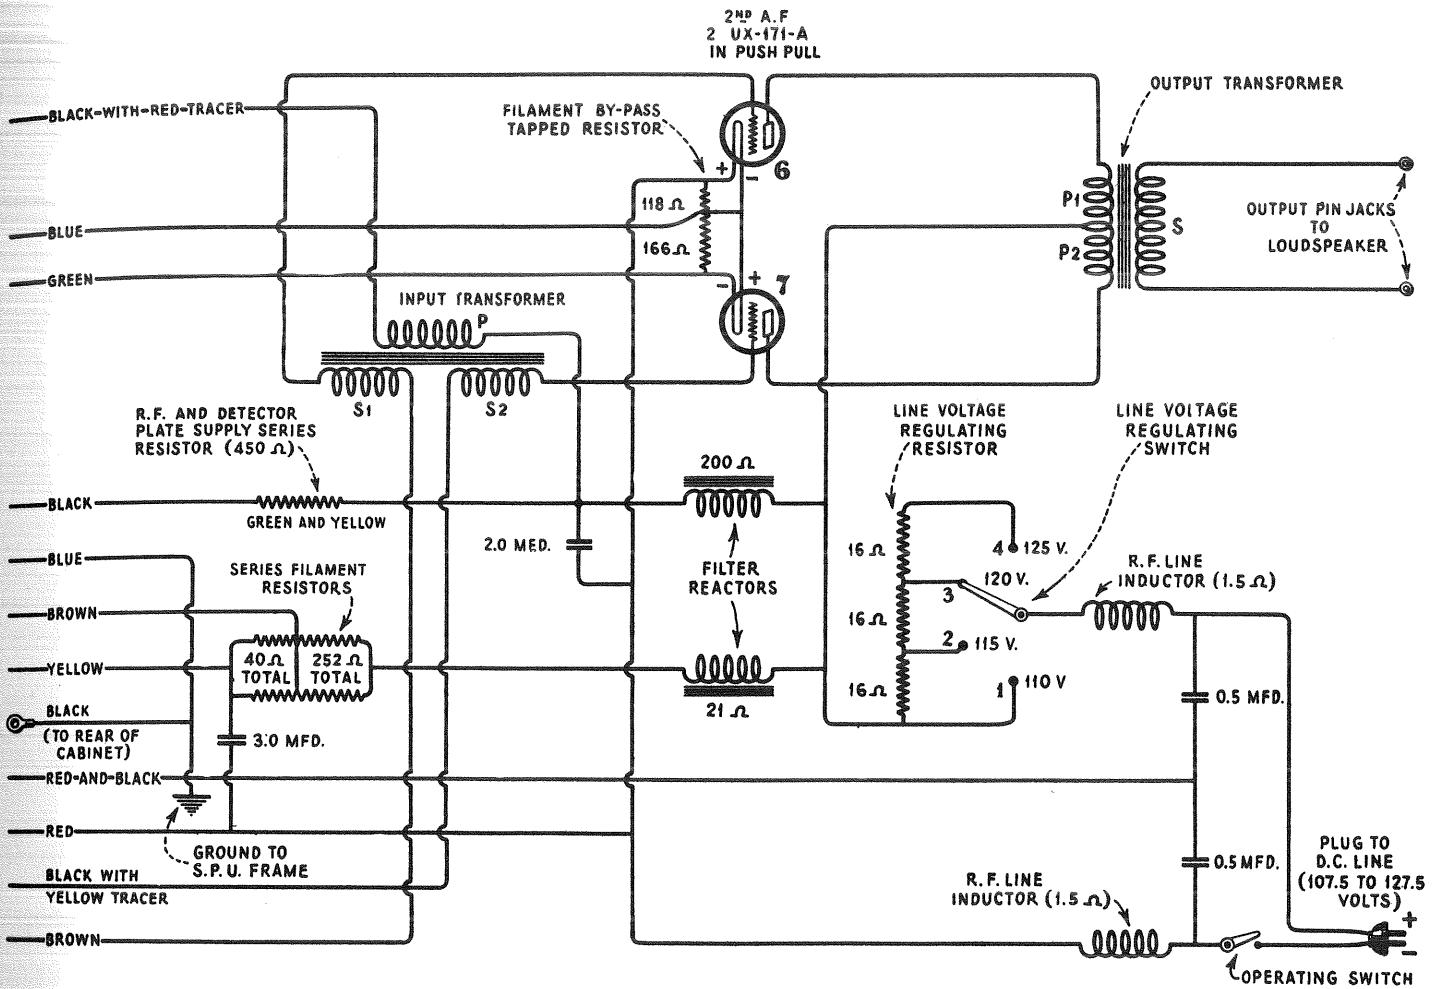 2ND A.F
2 UX-171-A
IN PUSH PULL
OUTPUT TRANSFORMER
BLACK-WITH-RED-TRACER
FILAMENT BY-PASS
TAPPED RESISTOR
6
+
-
118 Ω
P1
S
OUTPUT PIN JACKS
TO
LOUDSPEAKER
BLUE
166 Ω
P2
GREEN
+
-
7
INPUT TRANSFORMER
P
S1
S2
R.F. AND DETECTOR
PLATE SUPPLY SERIES
RESISTOR (450 Ω)
LINE VOLTAGE
REGULATING
RESISTOR
LINE VOLTAGE
REGULATING
SWITCH
200 Ω
BLACK
GREEN AND YELLOW
2.0 MED.
16 Ω
4 125 V.
BLUE
SERIES FILAMENT
RESISTORS
FILTER
REACTORS
120 V.
3
R.F. LINE
INDUCTOR (1.5 Ω)
BROWN
16 Ω
2 115 V.
YELLOW
40 Ω
TOTAL
252 Ω
TOTAL
16 Ω
1 110 V
0.5 MFD.
21 Ω
BLACK
(TO REAR OF
CABINET)
3.0 MFD.
RED-AND-BLACK
RED
GROUND TO
S.P.U. FRAME
0.5 MFD.
PLUG TO
D.C. LINE
(107.5 TO 127.5
VOLTS)
+
-
BLACK WITH
YELLOW TRACER
R.F. LINE
INDUCTOR (1.5 Ω)
BROWN
OPERATING SWITCH